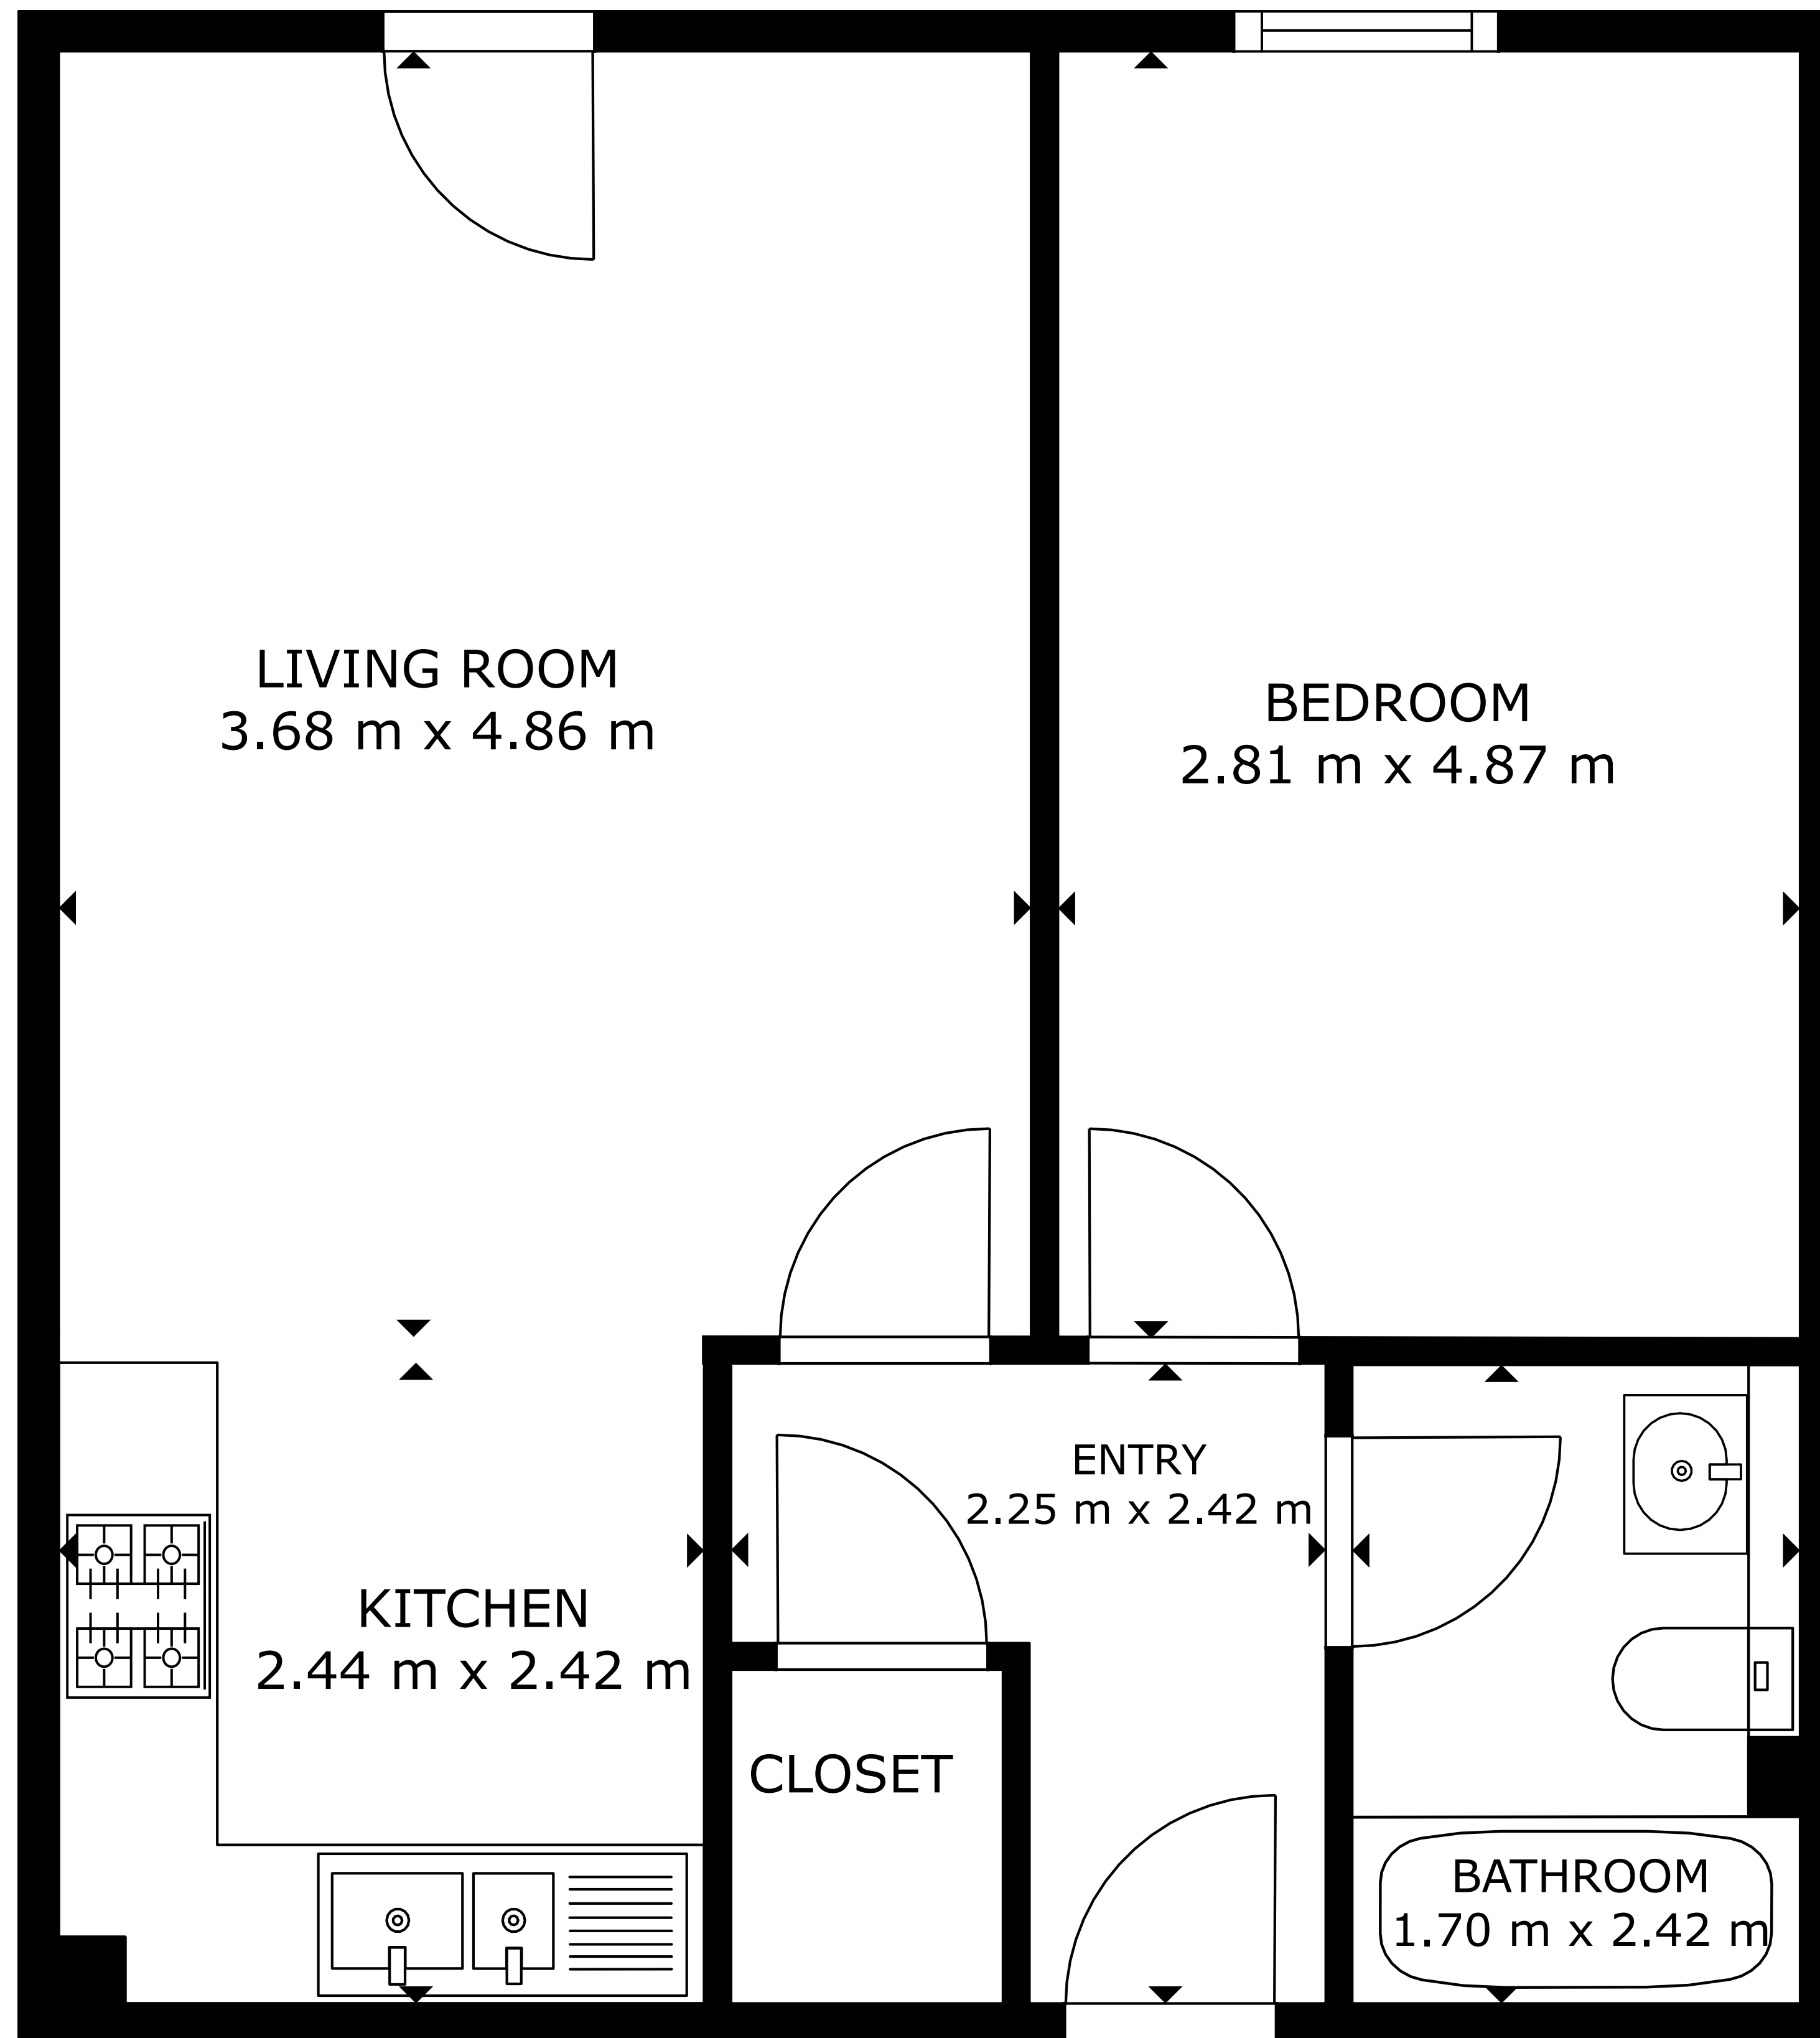 LIVING ROOM
3.68 m x 4.86 m
BEDROOM
2.81 m x 4.87 m
ENTRY
2.25 m x 2.42 m
KITCHEN
2.44 m x 2.42 m
CLOSET
BATHROOM
1.70 m x 2.42 m